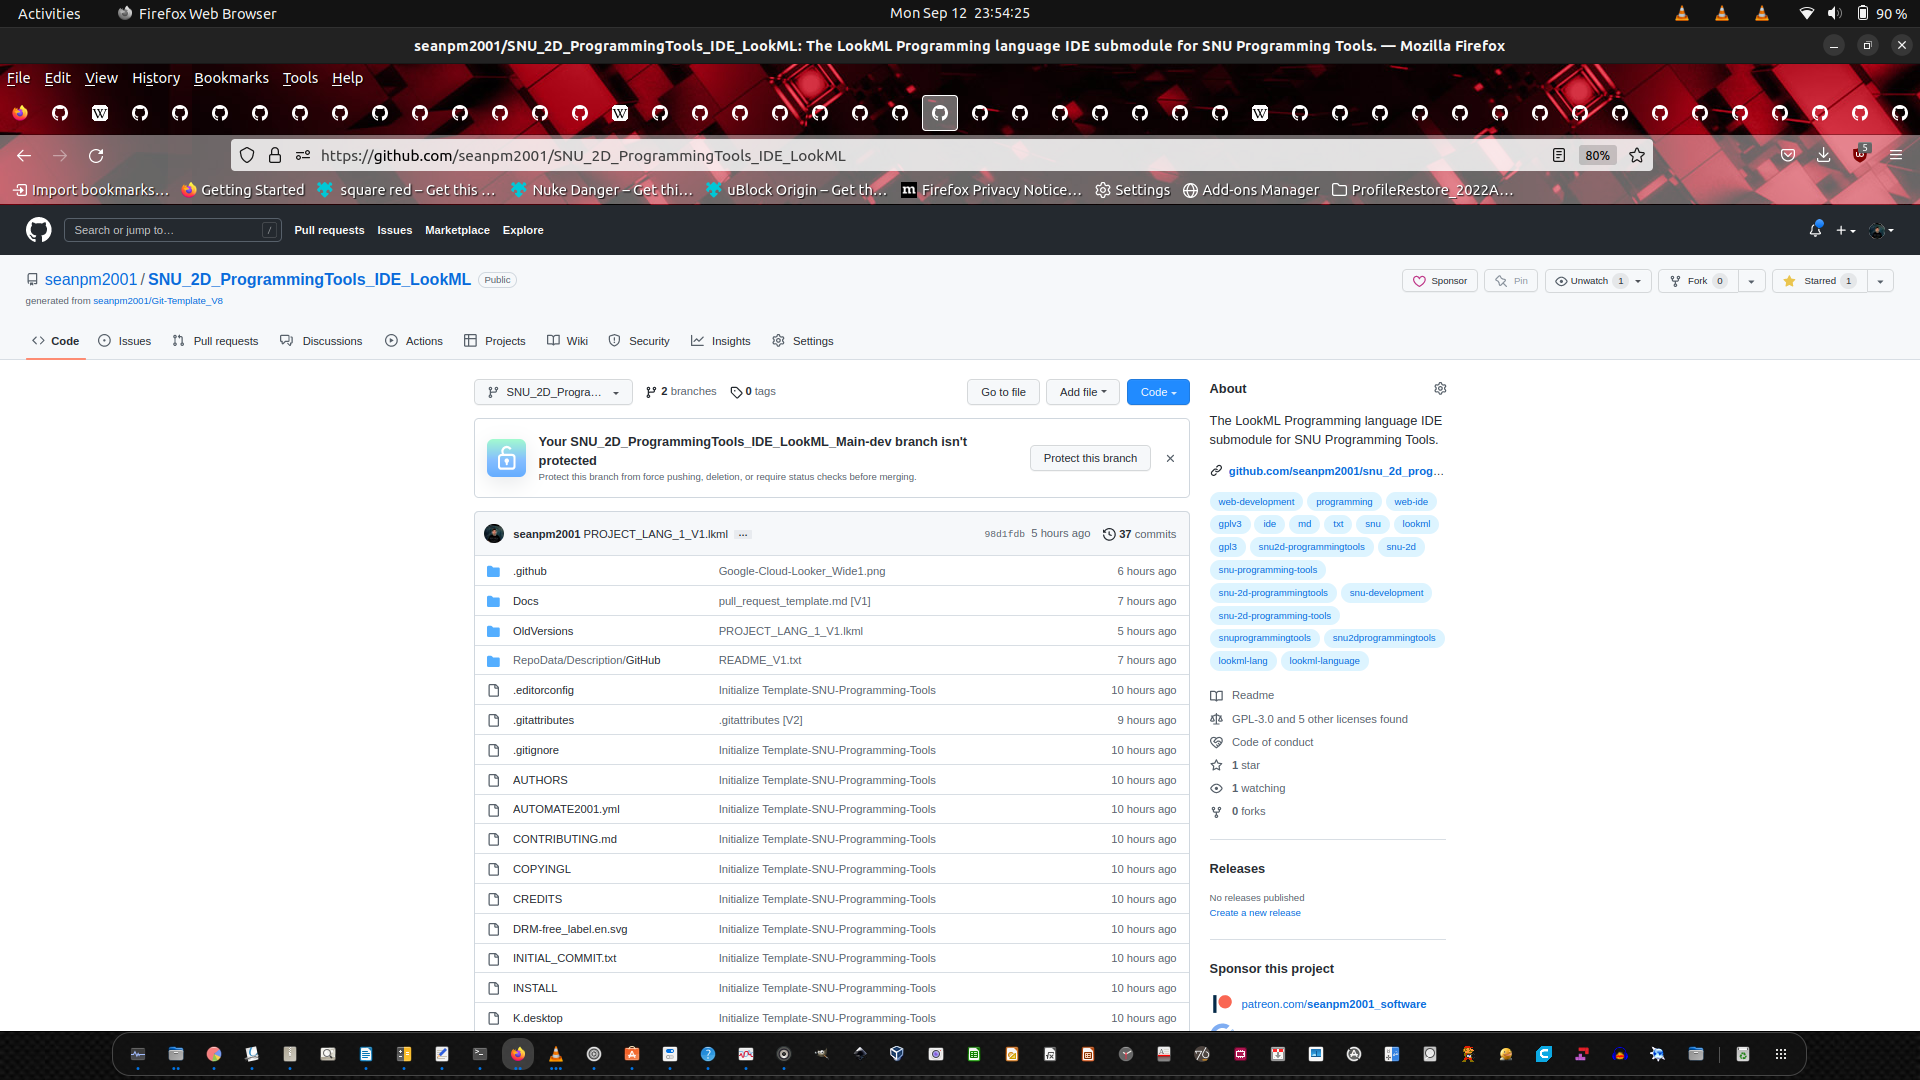 Activities
Firefox Web Browser
Mon Sep 12 23:54:25
90 %
seanpm2001/SNU_2D_ProgrammingTools_IDE_LookML: The LookML Programming language IDE submodule for SNU Programming Tools. — Mozilla Firefox
File Edit View History Bookmarks Tools Help
https://github.com/seanpm2001/SNU_2D_ProgrammingTools_IDE_LookML
80%
5
Import bookmarks…
Getting Started
square red – Get this …
Nuke Danger – Get thi…
uBlock Origin – Get th…
Firefox Privacy Notice…
Settings
Add-ons Manager
ProfileRestore_2022A…
Search or jump to…
/
Pull requests Issues Marketplace Explore
seanpm2001 / SNU_2D_ProgrammingTools_IDE_LookML
Public
Sponsor
Pin
Unwatch 1
Fork 0
Starred 1
generated from seanpm2001/Git-Template_V8
Code
Issues
Pull requests
Discussions
Actions
Projects
Wiki
Security
Insights
Settings
SNU_2D_Progra…
2 branches
0 tags
Go to file
Add file
Code
Your SNU_2D_ProgrammingTools_IDE_LookML_Main-dev branch isn't
protected
Protect this branch from force pushing, deletion, or require status checks before merging.
Protect this branch
seanpm2001 PROJECT_LANG_1_V1.lkml ... 98d1fdb 5 hours ago 37 commits
.github Google-Cloud-Looker_Wide1.png 6 hours ago
Docs pull_request_template.md [V1] 7 hours ago
OldVersions PROJECT_LANG_1_V1.lkml 5 hours ago
RepoData/Description/GitHub README_V1.txt 7 hours ago
.editorconfig Initialize Template-SNU-Programming-Tools 10 hours ago
.gitattributes .gitattributes [V2] 9 hours ago
.gitignore Initialize Template-SNU-Programming-Tools 10 hours ago
AUTHORS Initialize Template-SNU-Programming-Tools 10 hours ago
AUTOMATE2001.yml Initialize Template-SNU-Programming-Tools 10 hours ago
CONTRIBUTING.md Initialize Template-SNU-Programming-Tools 10 hours ago
COPYINGL Initialize Template-SNU-Programming-Tools 10 hours ago
CREDITS Initialize Template-SNU-Programming-Tools 10 hours ago
DRM-free_label.en.svg Initialize Template-SNU-Programming-Tools 10 hours ago
INITIAL_COMMIT.txt Initialize Template-SNU-Programming-Tools 10 hours ago
INSTALL Initialize Template-SNU-Programming-Tools 10 hours ago
K.desktop Initialize Template-SNU-Programming-Tools 10 hours ago
About
The LookML Programming language IDE
submodule for SNU Programming Tools.
github.com/seanpm2001/snu_2d_prog…
web-development programming web-ide
gplv3 ide md txt snu lookml
gpl3 snu2d-programmingtools snu-2d
snu-programming-tools
snu-2d-programmingtools snu-development
snu-2d-programming-tools
snuprogrammingtools snu2dprogrammingtools
lookml-lang lookml-language
Readme
GPL-3.0 and 5 other licenses found
Code of conduct
1 star
1 watching
0 forks
Releases
No releases published
Create a new release
Sponsor this project
patreon.com/seanpm2001_software